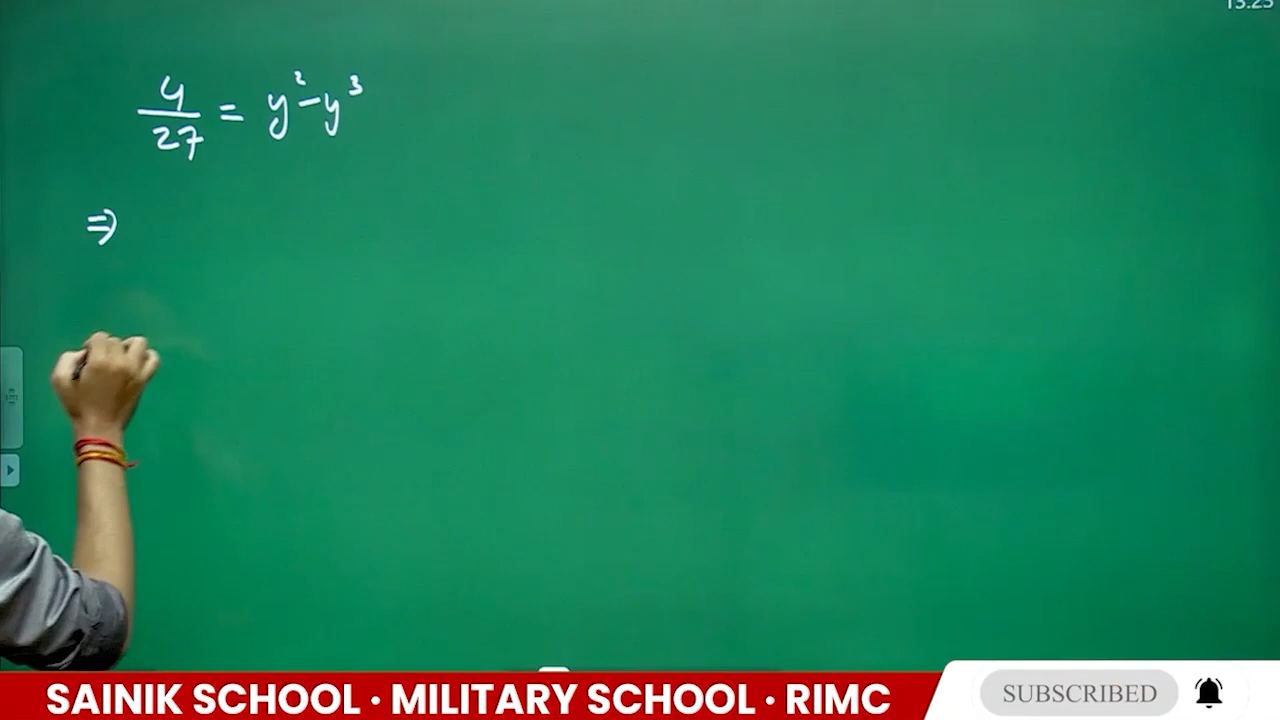 4/27 = y² - y³
⇒
SAINIK SCHOOL • MILITARY SCHOOL • RIMC
SUBSCRIBED